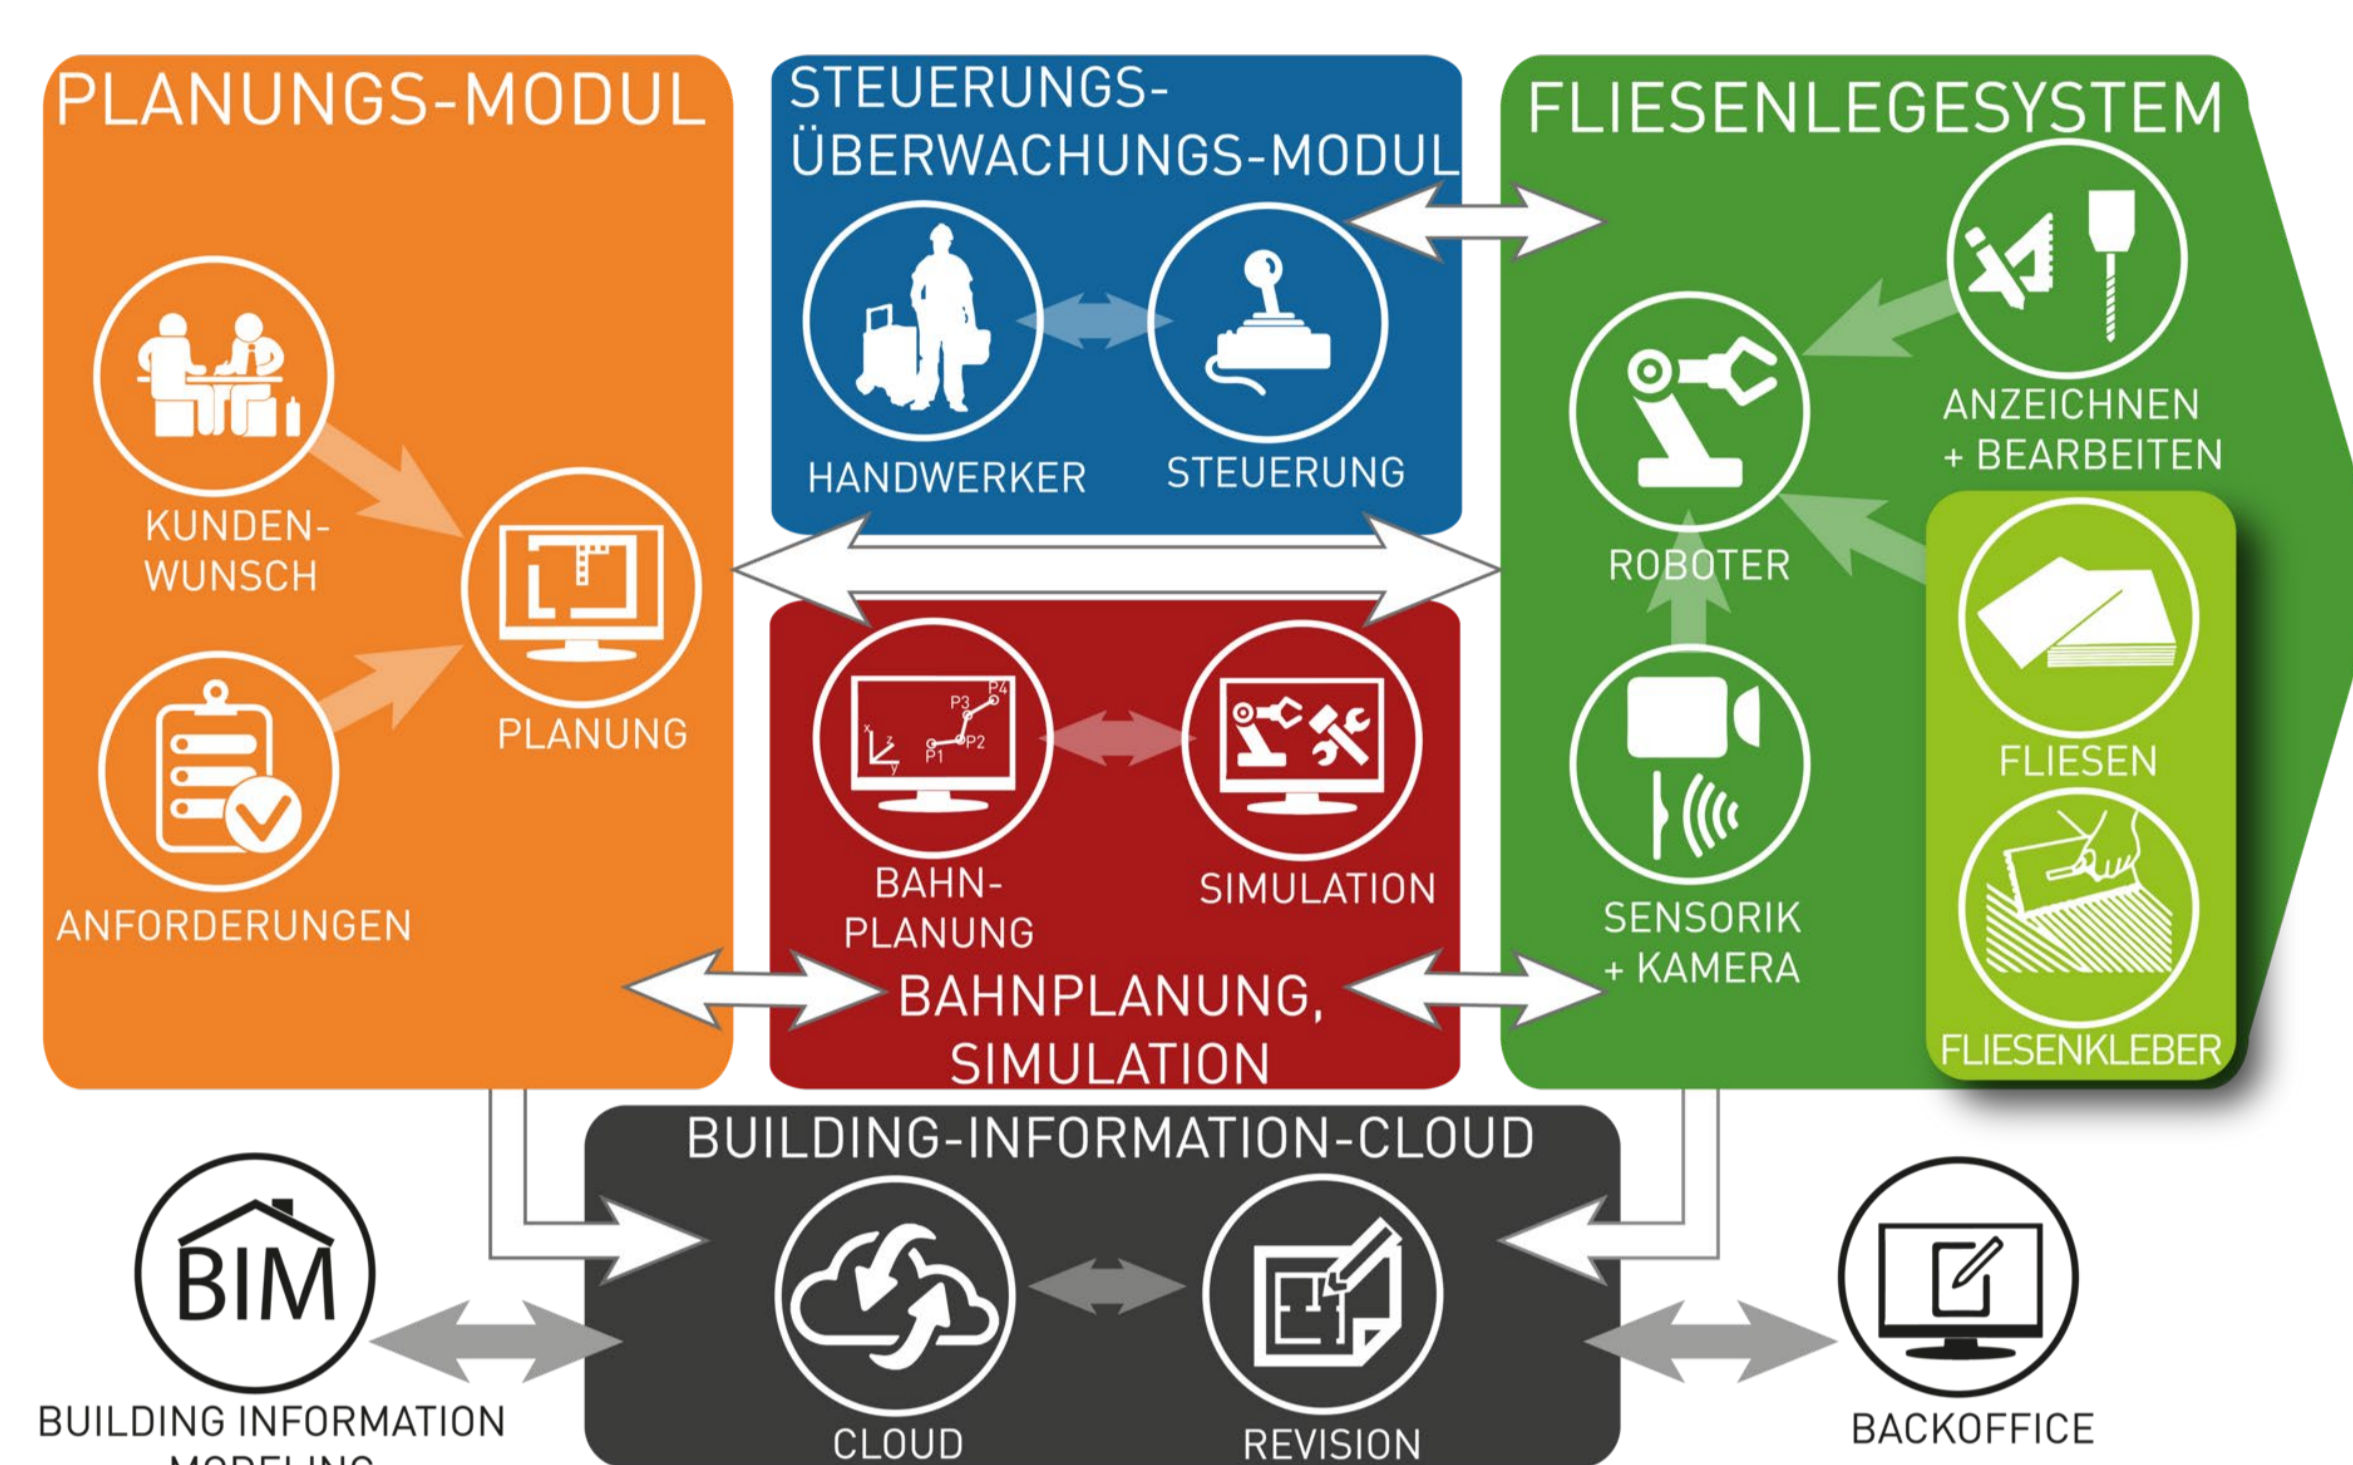 PLANUNGS-MODUL
KUNDEN-
WUNSCH
PLANUNG
ANFORDERUNGEN
STEUERUNGS-
ÜBERWACHUNGS-MODUL
HANDWERKER
STEUERUNG
x
z
y
P1
P2
P3
P4
BAHN-
PLANUNG
SIMULATION
BAHNPLANUNG,
SIMULATION
FLIESENLEGESYSTEM
ANZEICHNEN
+ BEARBEITEN
ROBOTER
SENSORIK
+ KAMERA
FLIESEN
FLIESENKLEBER
BUILDING-INFORMATION-CLOUD
CLOUD
REVISION
BIM
BUILDING INFORMATION
MODELING
BACKOFFICE